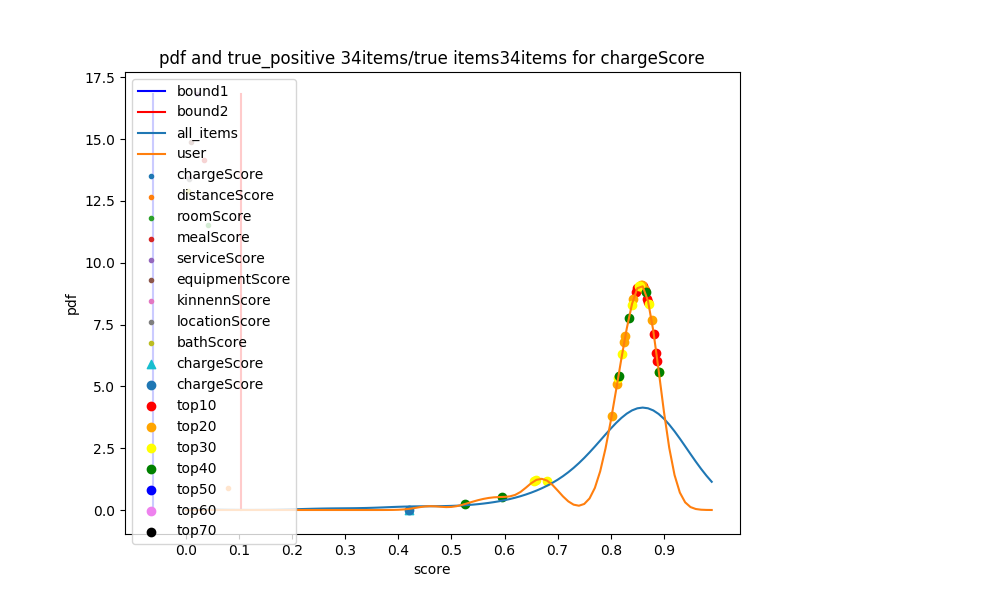 pdf and true_positive 34items/true items34items for chargeScore
17.5
15.0
12.5
10.0
7.5
5.0
2.5
0.0
pdf
bound1
bound2
all_items
user
chargeScore
distanceScore
roomScore
mealScore
serviceScore
equipmentScore
kinnennScore
locationScore
bathScore
chargeScore
chargeScore
top10
top20
top30
top40
top50
top60
top70
0.0 0.1 0.2 0.3 0.4 0.5 0.6 0.7 0.8 0.9
score